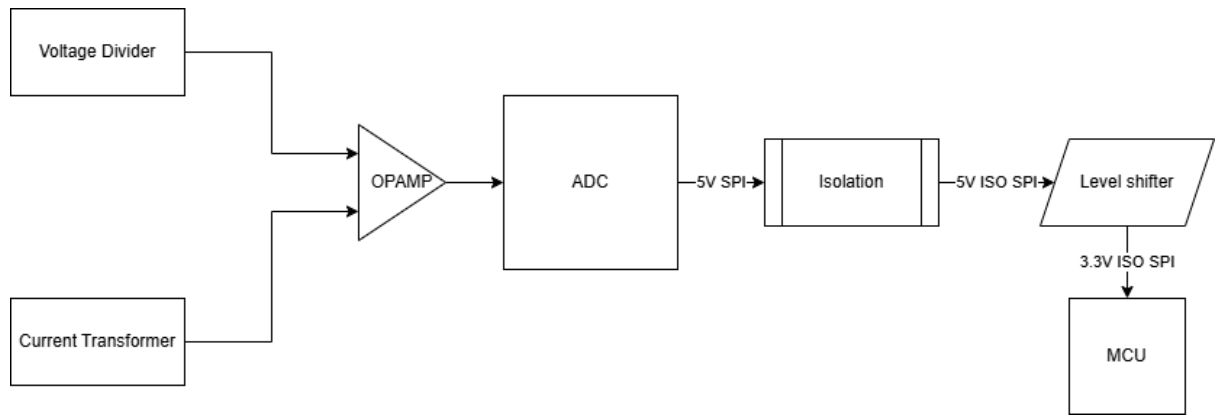 Voltage Divider
Current Transformer
OPAMP
ADC
5V SPI
Isolation
5V ISO SPI
Level shifter
3.3V ISO SPI
MCU